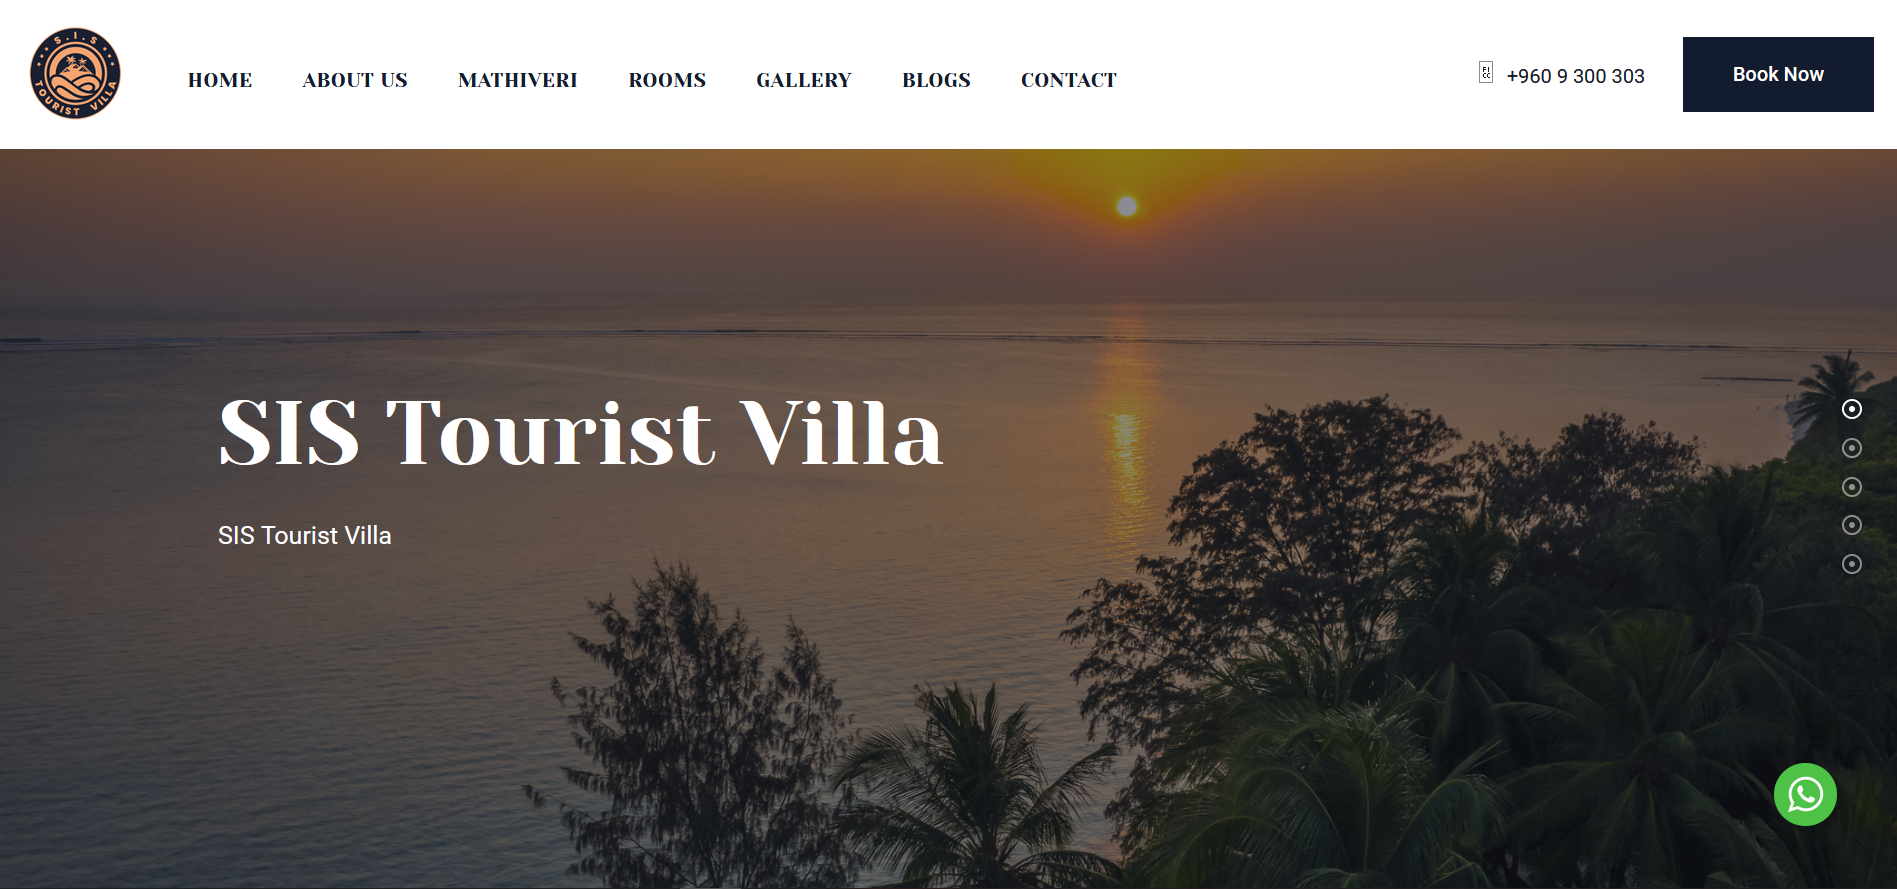 S.I.S
TOURIST VILLA
HOME ABOUT US MATHIVERI ROOMS GALLERY BLOGS CONTACT
+960 9 300 303
Book Now
SIS Tourist Villa
SIS Tourist Villa